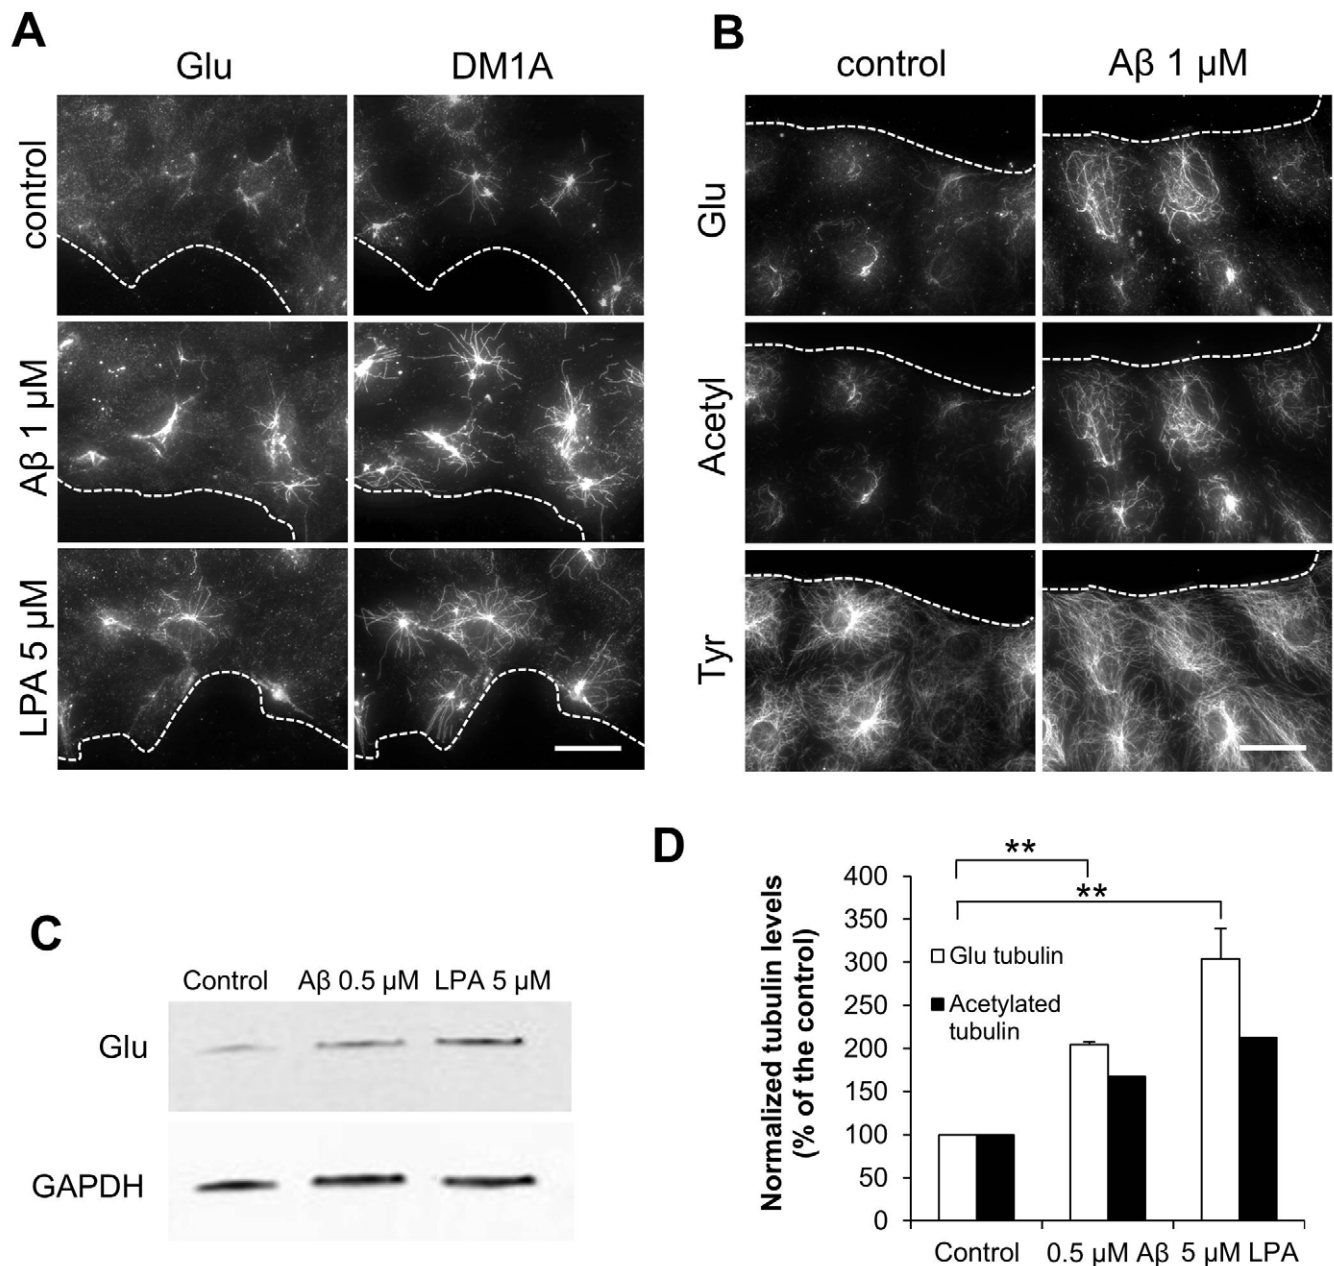 A
Glu DM1A
control
Aβ 1 µM
LPA 5 µM
B
control Aβ 1 µM
Glu
Acetyl
Tyr
C
Control Aβ 0.5 µM LPA 5 µM
Glu
GAPDH
D
Normalized tubulin levels
(% of the control)
400
350
300
250
200
150
100
50
0
**
**
Glu tubulin
Acetylated
tubulin
Control 0.5 µM Aβ 5 µM LPA